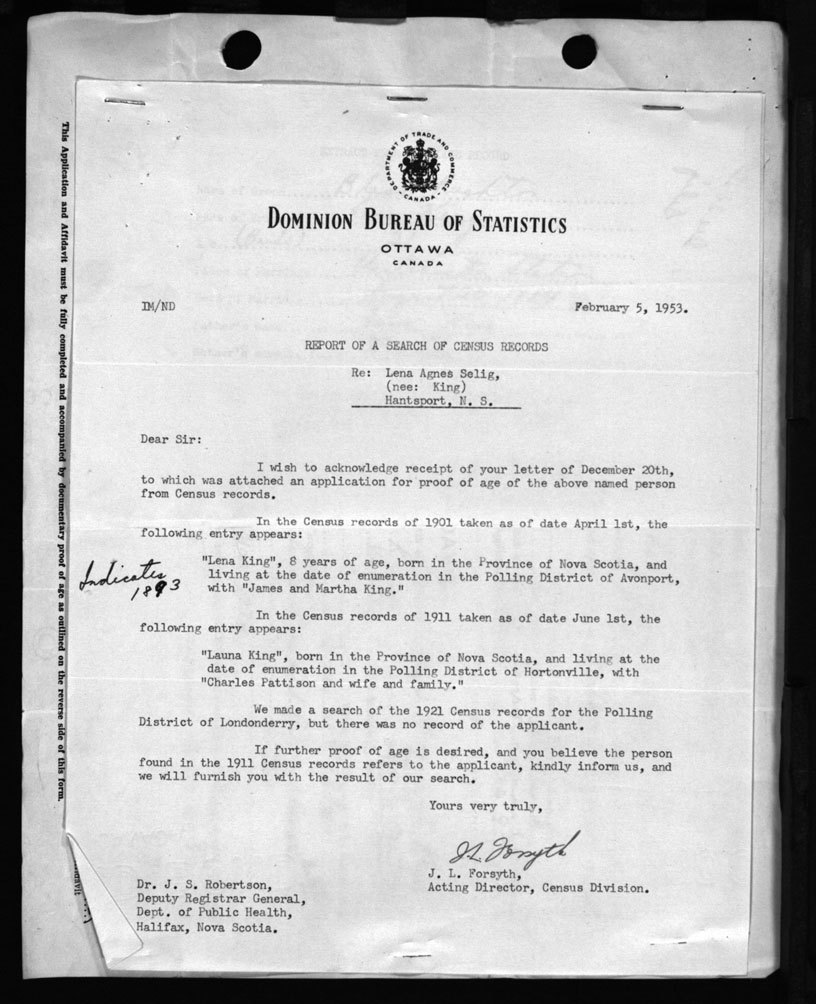 DEPARTMENT OF TRADE AND COMMERCE
CANADA
DOMINION BUREAU OF STATISTICS
OTTAWA
CANADA
IM/ND
February 5, 1953.
REPORT OF A SEARCH OF CENSUS RECORDS
Re: Lena Agnes Selig,
(nee: King)
Hantsport, N. S.
Dear Sir:
I wish to acknowledge receipt of your letter of December 20th,
to which was attached an application for proof of age of the above named person
from Census records.
In the Census records of 1901 taken as of date April 1st, the
following entry appears:
"Lena King", 8 years of age, born in the Province of Nova Scotia, and
living at the date of enumeration in the Polling District of Avonport,
with "James and Martha King."
Indicates
1893
In the Census records of 1911 taken as of date June 1st, the
following entry appears:
"Launa King", born in the Province of Nova Scotia, and living at the
date of enumeration in the Polling District of Hortonville, with
"Charles Pattison and wife and family."
We made a search of the 1921 Census records for the Polling
District of Londonderry, but there was no record of the applicant.
If further proof of age is desired, and you believe the person
found in the 1911 Census records refers to the applicant, kindly inform us, and
we will furnish you with the result of our search.
Yours very truly,
J. L. Forsyth
J. L. Forsyth,
Acting Director, Census Division.
Dr. J. S. Robertson,
Deputy Registrar General,
Dept. of Public Health,
Halifax, Nova Scotia.
This Application and Affidavit must be fully completed and accompanied by documentary proof of age as outlined on the reverse side of this form.